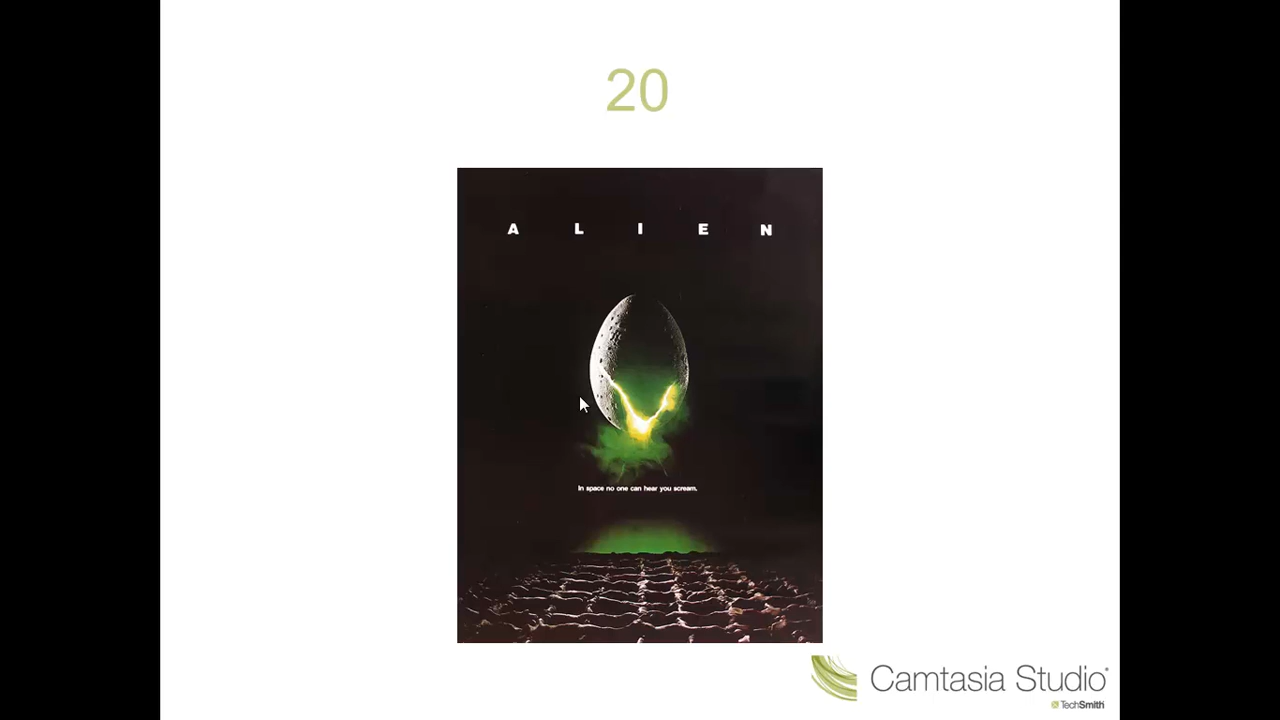 20
A L I E N
In space no one can hear you scream.
Camtasia Studio®
TechSmith